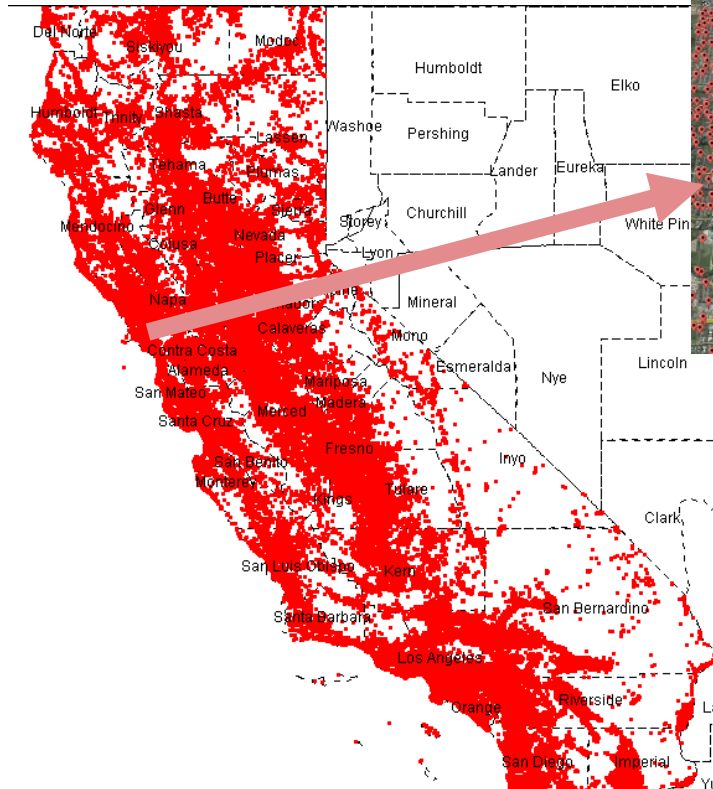 Del Norte
Siskiyou
Modoc
Humboldt
Elko
Humboldt
Trinity
Shasta
Washoe
Pershing
Lassen
Tehama
Plumas
Lander
Eureka
Butte
Glenn
Sierra
Churchill
Storey
Mendocino
Colusa
Nevada
White Pin
Placer
Lyon
Napa
Mineral
Calaveras
Mono
Contra Costa
Alameda
Esmeralda
Lincoln
Nye
San Mateo
Mariposa
Madera
Merced
Santa Cruz
Fresno
San Benito
Inyo
Monterey
Kings
Tulare
Clark
San Luis Obispo
Kern
San Bernardino
Santa Barbara
Los Angeles
Riverside
Orange
San Diego
Imperial